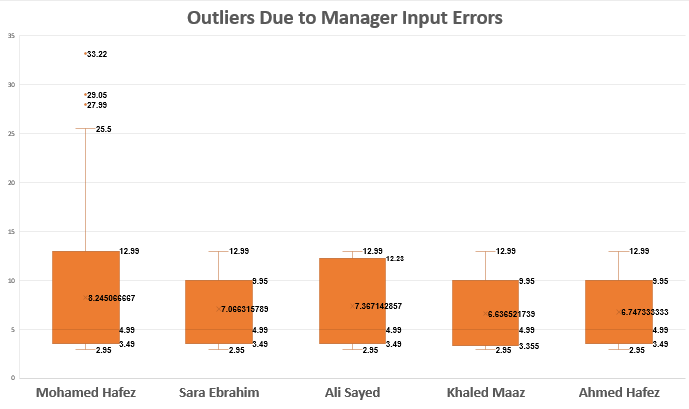 Outliers Due to Manager Input Errors
35
33.22
30
29.05
27.99
25.5
25
20
15
12.99 12.99 12.99 12.99 12.99
12.23
10
9.95 9.95 9.95
8.245066667 7.066315789 7.367142857 6.636521739 6.747333333
5
4.99 4.99 4.99 4.99 4.99
3.49 3.49 3.49 3.355 3.49
2.95 2.95 2.95 2.95 2.95
0
Mohamed Hafez Sara Ebrahim Ali Sayed Khaled Maaz Ahmed Hafez